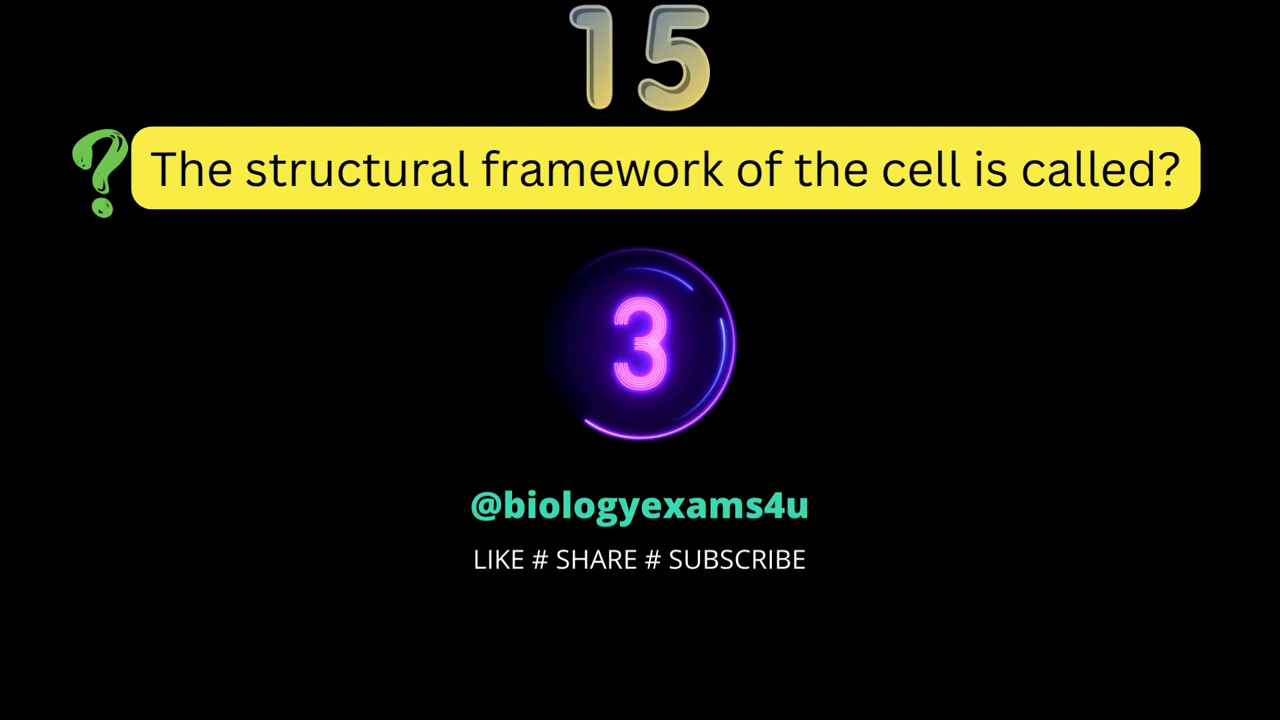 15
? The structural framework of the cell is called?
3
@biologyexams4u
LIKE # SHARE # SUBSCRIBE